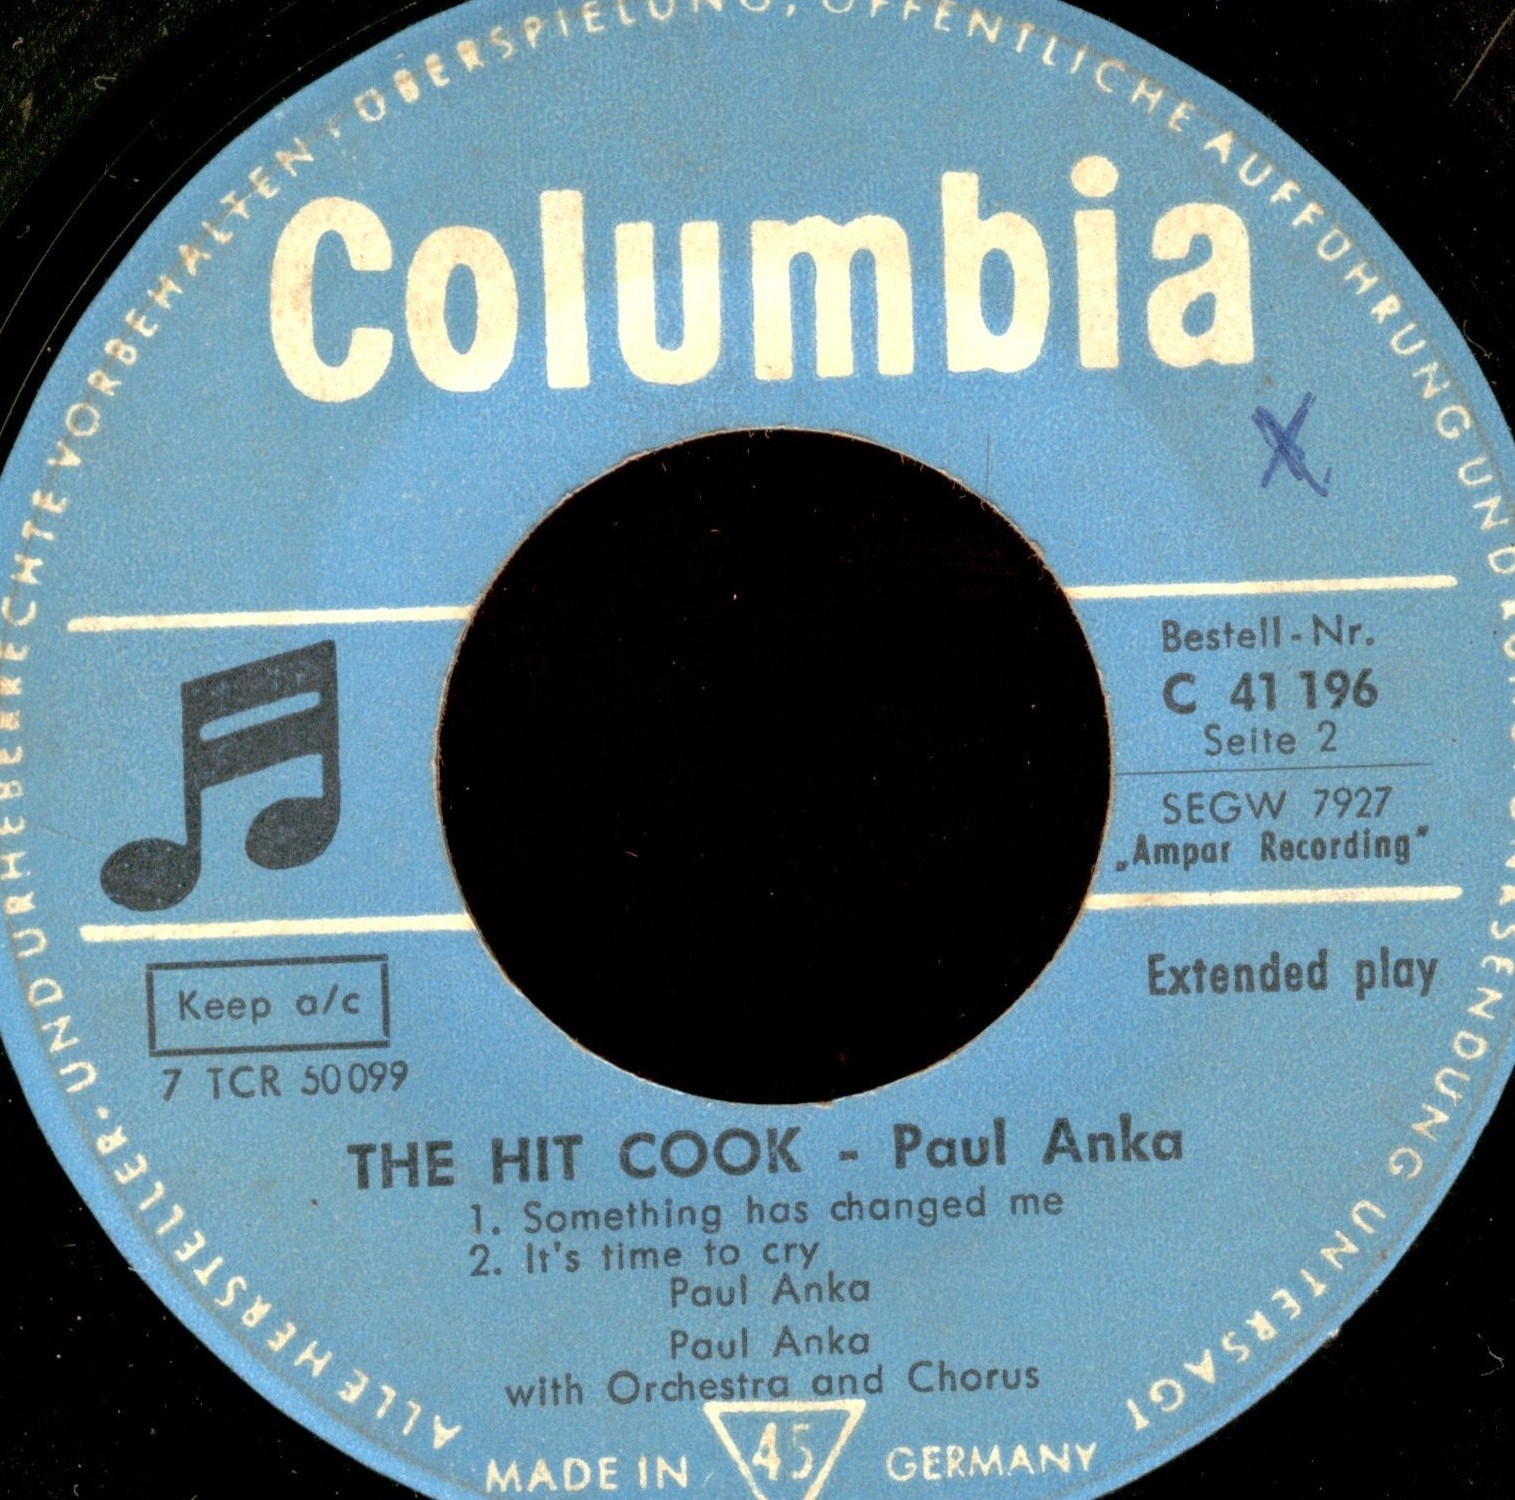 ALLE HERSTELLER- UND URHEBERRECHTE VORBEHALTEN · ÜBERSPIELUNG, ÖFFENTLICHE AUFFÜHRUNG UND RUNDFUNKSENDUNG UNTERSAGT
Columbia
X
Bestell-Nr.
C 41 196
Seite 2
SEGW 7927
„Ampar Recording"
Extended play
Keep a/c
7 TCR 50 099
THE HIT COOK - Paul Anka
1. Something has changed me
2. It's time to cry
Paul Anka
Paul Anka
with Orchestra and Chorus
MADE IN 45 GERMANY